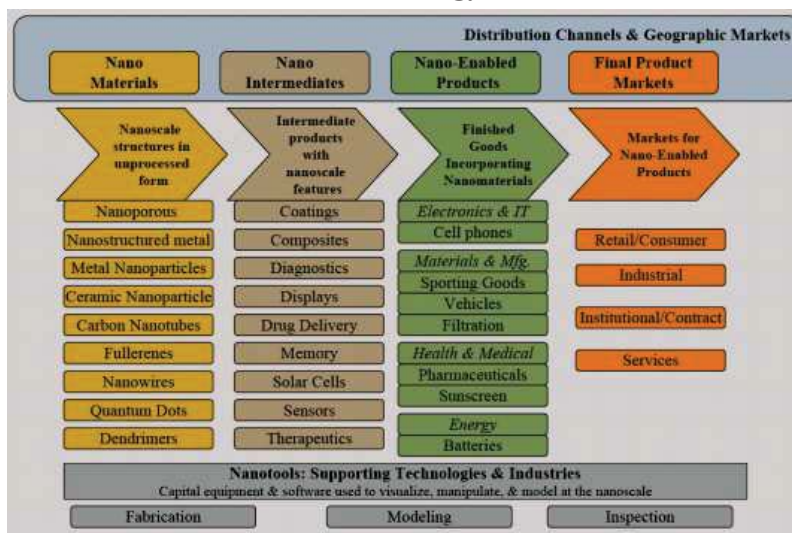 Distribution Channels & Geographic Markets
Nano
Materials
Nano
Intermediates
Nano-Enabled
Products
Final Product
Markets
Nanoscale
structures in
unprocessed
form
Intermediate
products
with
nanoscale
features
Finished
Goods
Incorporating
Nanomaterials
Markets for
Nano-Enabled
Products
Nanoporous
Nanostructured metal
Metal Nanoparticles
Ceramic Nanoparticle
Carbon Nanotubes
Fullerenes
Nanowires
Quantum Dots
Dendrimers
Coatings
Composites
Diagnostics
Displays
Drug Delivery
Memory
Solar Cells
Sensors
Therapeutics
Electronics & IT
Cell phones
Materials & Mfg.
Sporting Goods
Vehicles
Filtration
Health & Medical
Pharmaceuticals
Sunscreen
Energy
Batteries
Retail/Consumer
Industrial
Institutional/Contract
Services
Nanotools: Supporting Technologies & Industries
Capital equipment & software used to visualize, manipulate, & model at the nanoscale
Fabrication
Modeling
Inspection